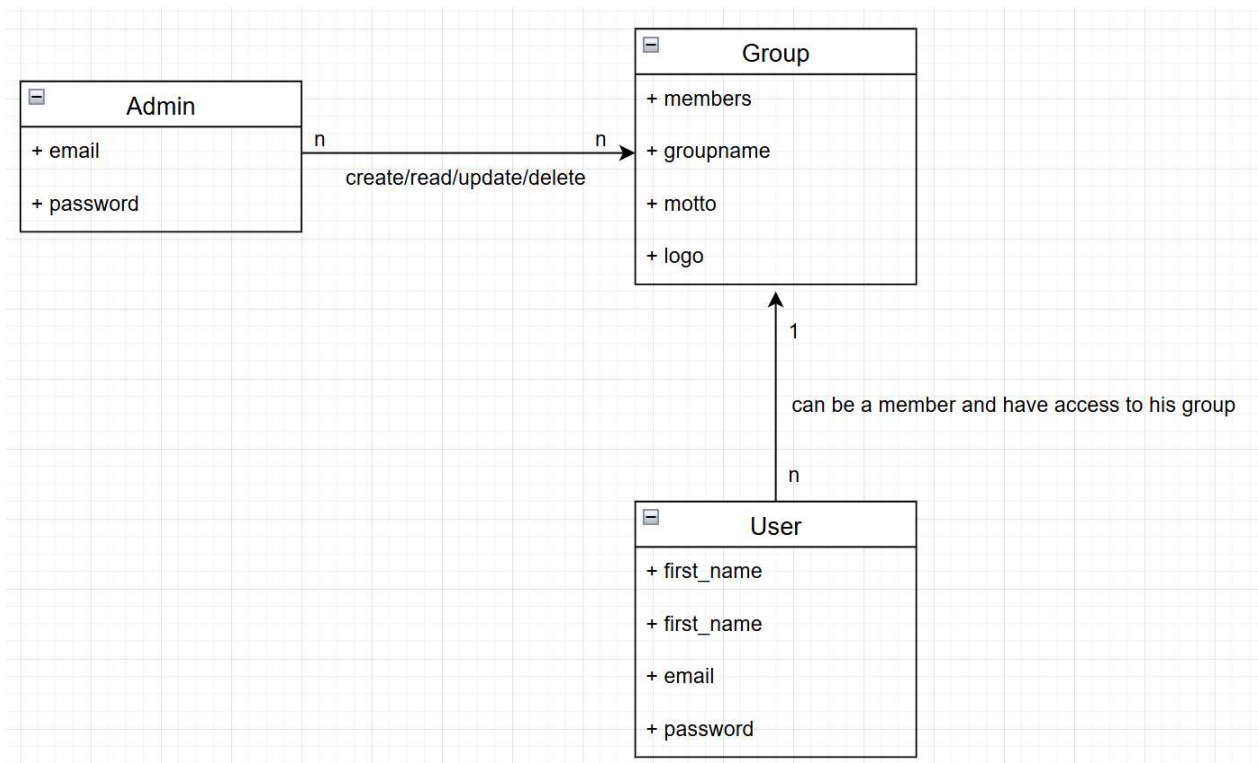 Admin
+ email
+ password
n
n
create/read/update/delete
Group
+ members
+ groupname
+ motto
+ logo
1
can be a member and have access to his group
n
User
+ first_name
+ first_name
+ email
+ password